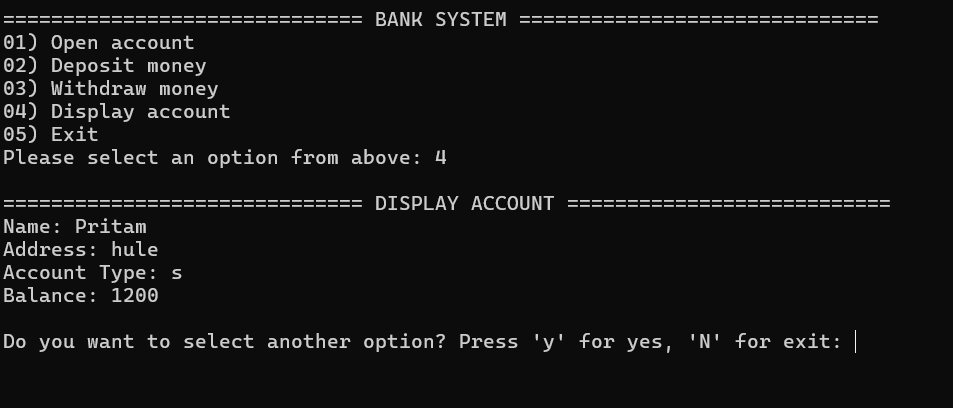 ============================== BANK SYSTEM ==============================
01) Open account
02) Deposit money
03) Withdraw money
04) Display account
05) Exit
Please select an option from above: 4
============================== DISPLAY ACCOUNT ===========================
Name: Pritam
Address: hule
Account Type: s
Balance: 1200
Do you want to select another option? Press 'y' for yes, 'N' for exit: